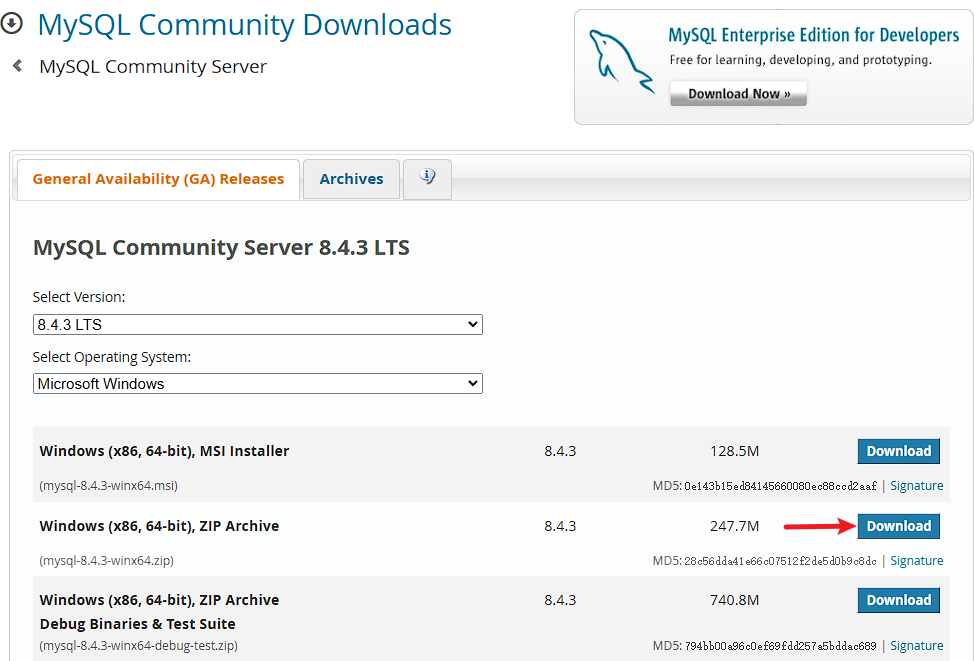 MySQL Community Downloads
MySQL Community Server
MySQL Enterprise Edition for Developers
Free for learning, developing, and prototyping.
Download Now »
General Availability (GA) Releases
Archives
MySQL Community Server 8.4.3 LTS
Select Version:
8.4.3 LTS
Select Operating System:
Microsoft Windows
Windows (x86, 64-bit), MSI Installer 8.4.3 128.5M Download
(mysql-8.4.3-winx64.msi) MD5: 0e143b15ed84145660080ec88ccd2aaf | Signature
Windows (x86, 64-bit), ZIP Archive 8.4.3 247.7M Download
(mysql-8.4.3-winx64.zip) MD5: 28c56dda41e66c07512f2de5d0b9c8dc | Signature
Windows (x86, 64-bit), ZIP Archive 8.4.3 740.8M Download
Debug Binaries & Test Suite
(mysql-8.4.3-winx64-debug-test.zip) MD5: 794bb00a96c0ef69fdd257a5bddac689 | Signature